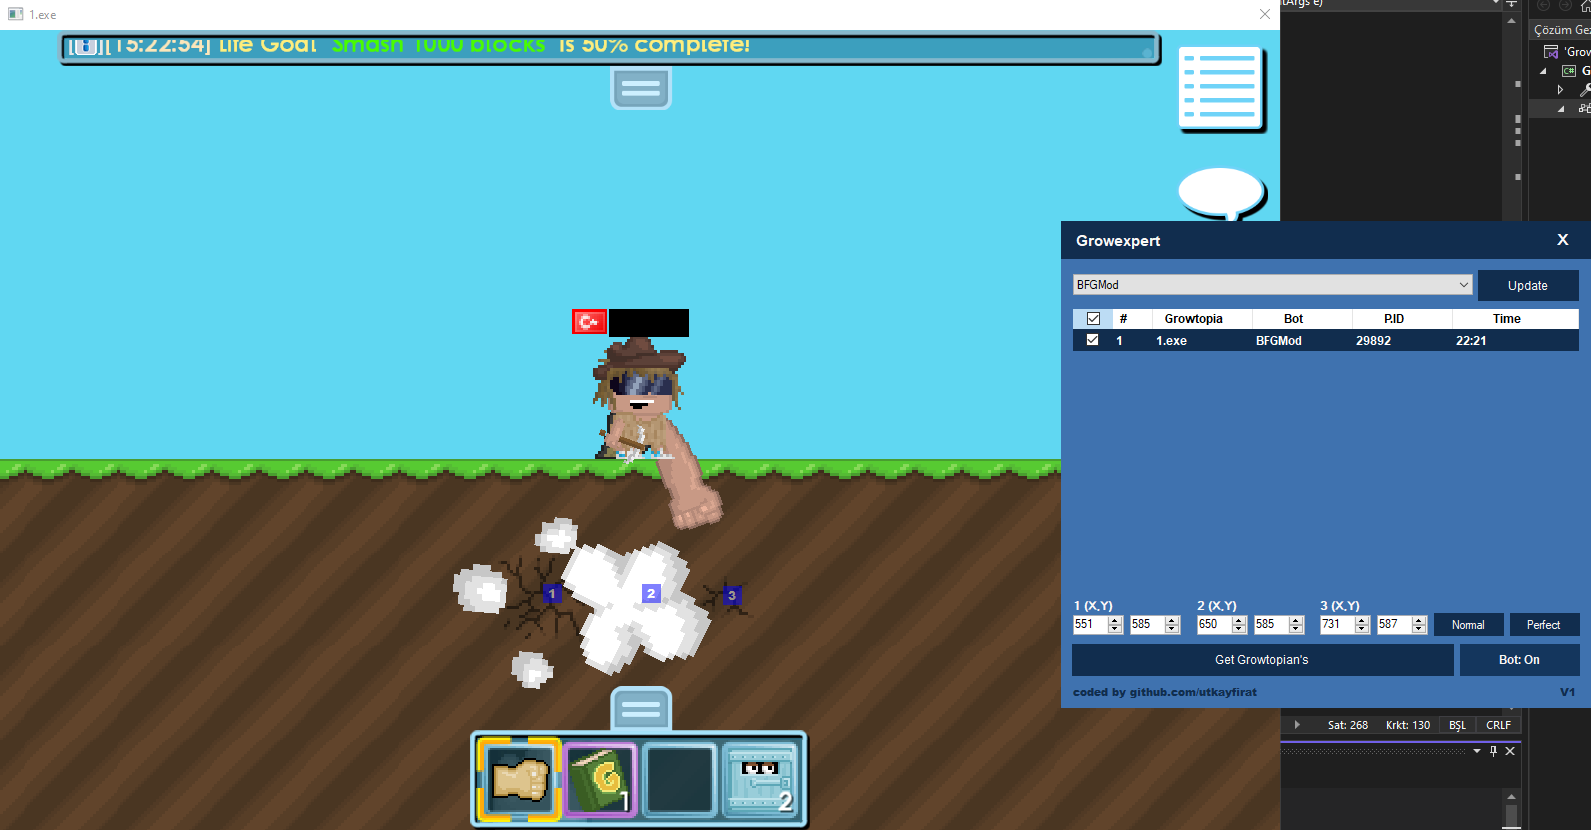 1.exe
[15:22:54] Life Goal Smash 1000 blocks is 50% complete!
tArgs e)
Çözüm Gez
'Grow
C# G
Growexpert X
BFGMod
Update
# Growtopia Bot P.ID Time
1 1.exe BFGMod 29892 22:21
1 2 3
1 (X,Y) 2 (X,Y) 3 (X,Y)
551 585 650 585 731 587 Normal Perfect
Get Growtopian's Bot: On
coded by github.com/utkayfirat V1
Sat: 268 Krkt: 130 BŞL CRLF
G
1
2